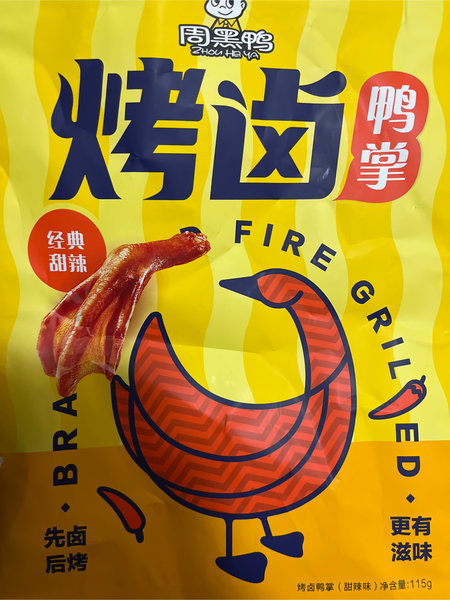 周黑鸭
ZHOU HEI YA
烤卤
鸭掌
经典
甜辣
FIRE GRILLED
BRA
先卤
后烤
更有
滋味
烤卤鸭掌（甜辣味）净含量:115g